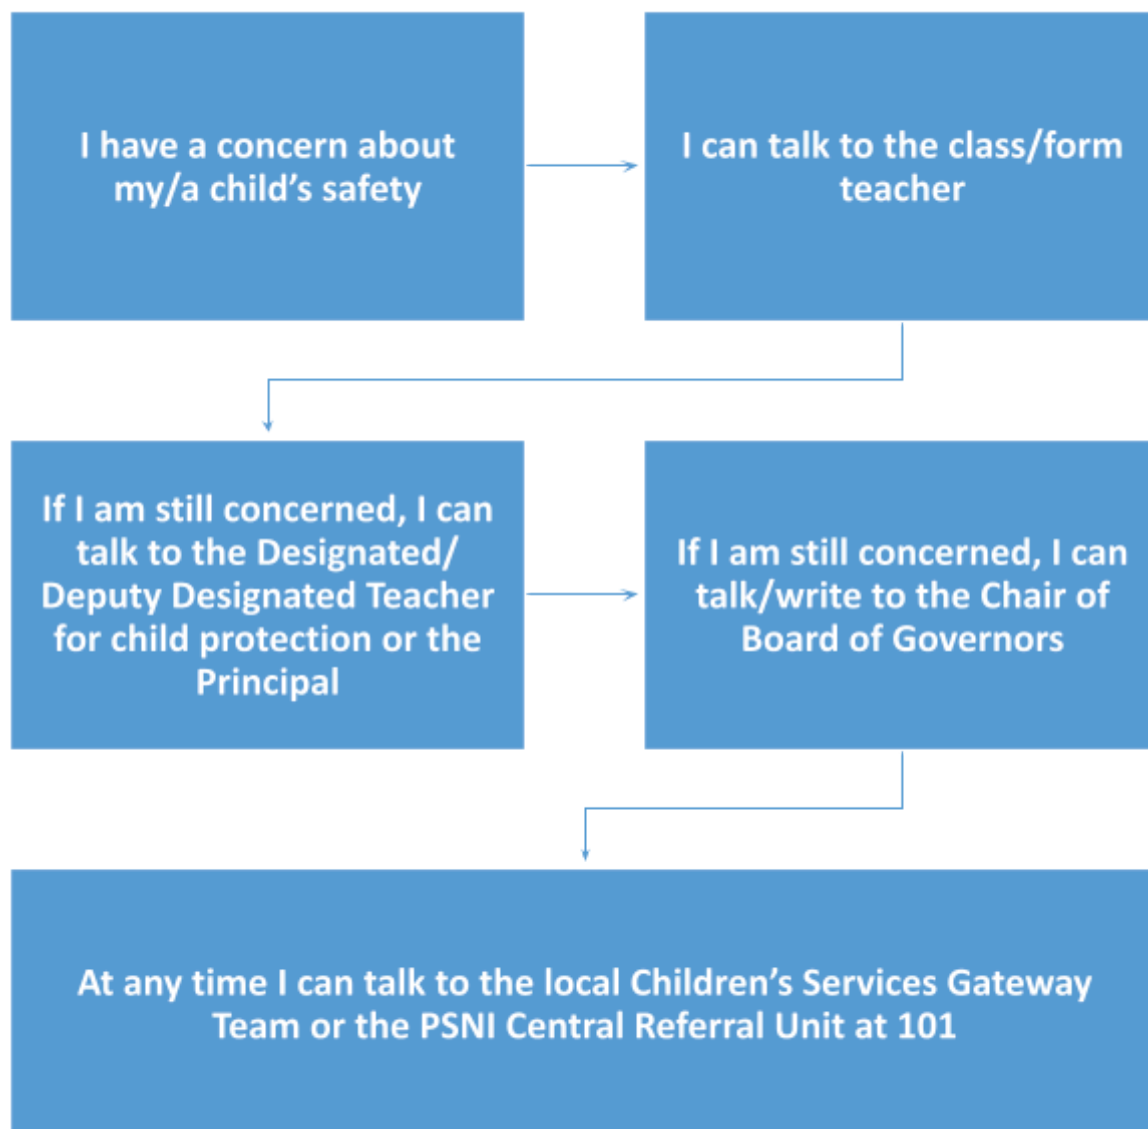 I have a concern about
my/a child’s safety
I can talk to the class/form
teacher
If I am still concerned, I can
talk to the Designated/
Deputy Designated Teacher
for child protection or the
Principal
If I am still concerned, I can
talk/write to the Chair of
Board of Governors
At any time I can talk to the local Children’s Services Gateway
Team or the PSNI Central Referral Unit at 101